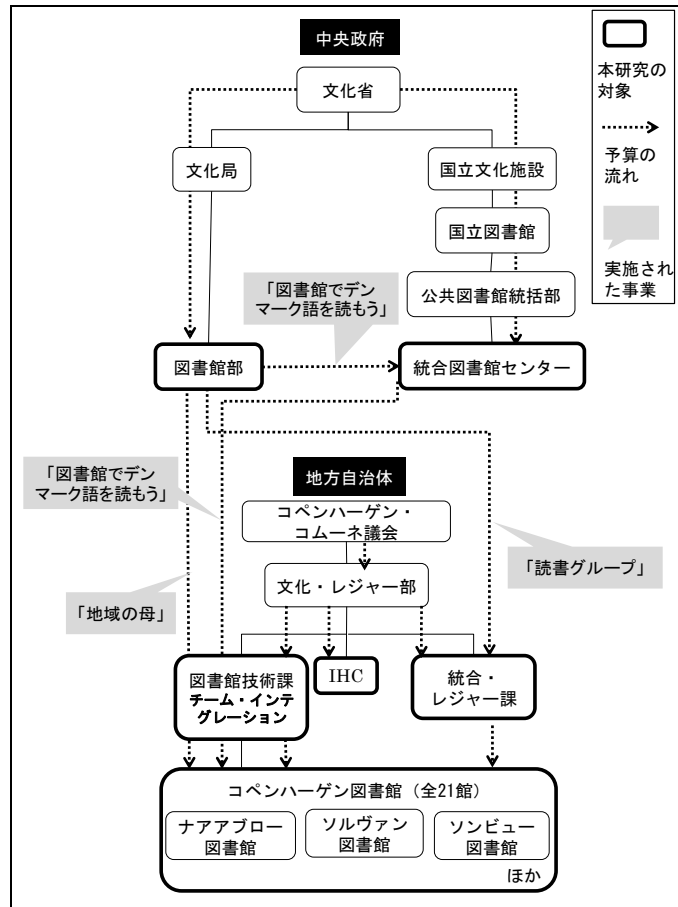 中央政府
文化省
文化局
国立文化施設
国立図書館
公共図書館統括部
「図書館でデン
マーク語を読もう」
図書館部
統合図書館センター
本研究の
対象
予算の
流れ
実施され
た事業
「図書館でデン
マーク語を読もう」
地方自治体
コペンハーゲン・
コムーネ議会
「読書グループ」
文化・レジャー部
「地域の母」
図書館技術課
チーム・インテ
グレーション
IHC
統合・
レジャー課
コペンハーゲン図書館（全21館）
ナアアブロー
図書館
ソルヴァン
図書館
ソンビュー
図書館
ほか